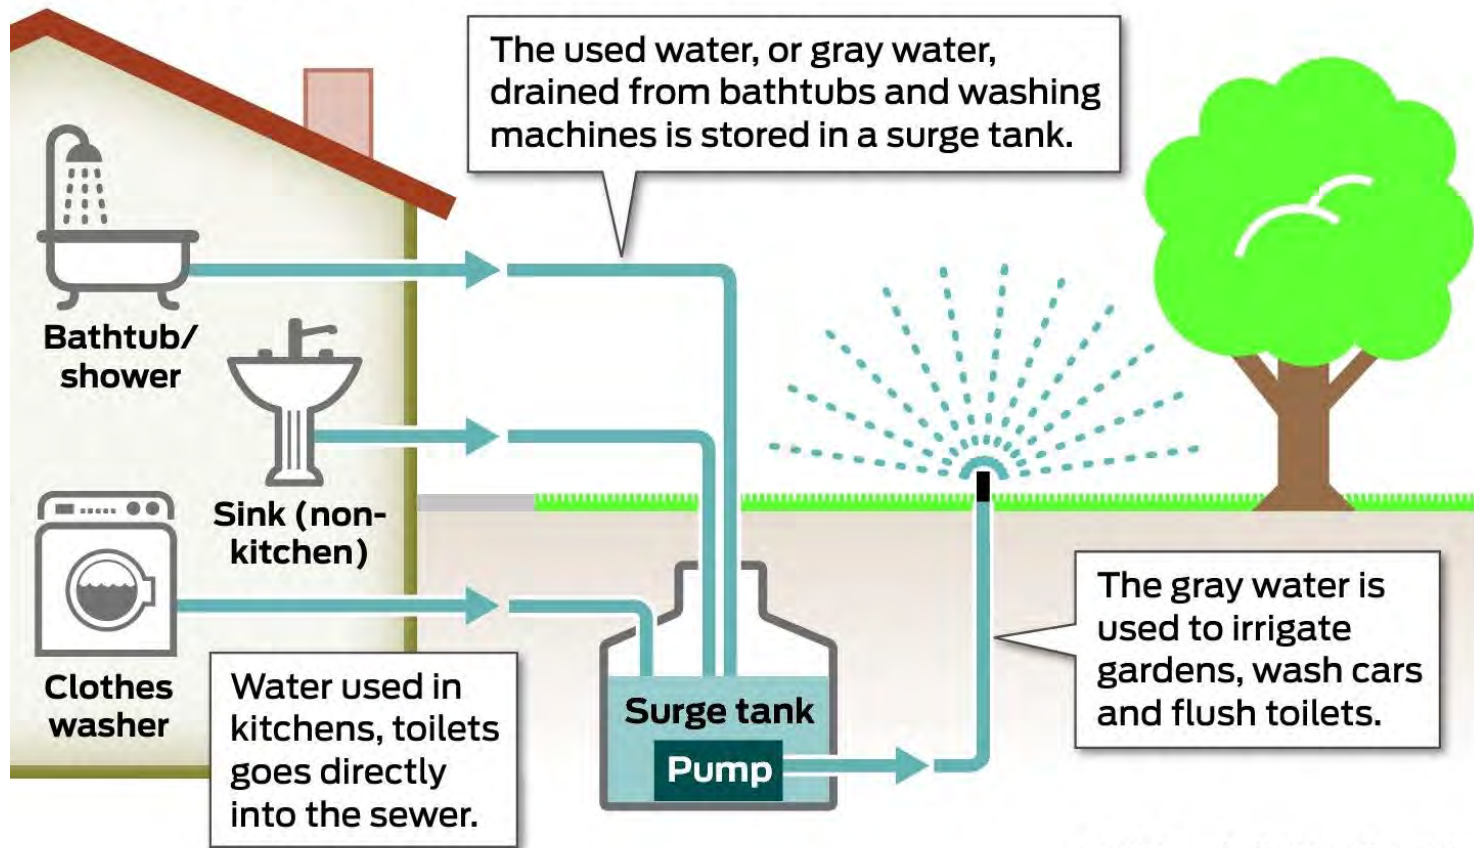 The used water, or gray water,
drained from bathtubs and washing
machines is stored in a surge tank.
Bathtub/
shower
Sink (non-
kitchen)
Clothes
washer
Water used in
kitchens, toilets
goes directly
into the sewer.
Surge tank
Pump
The gray water is
used to irrigate
gardens, wash cars
and flush toilets.